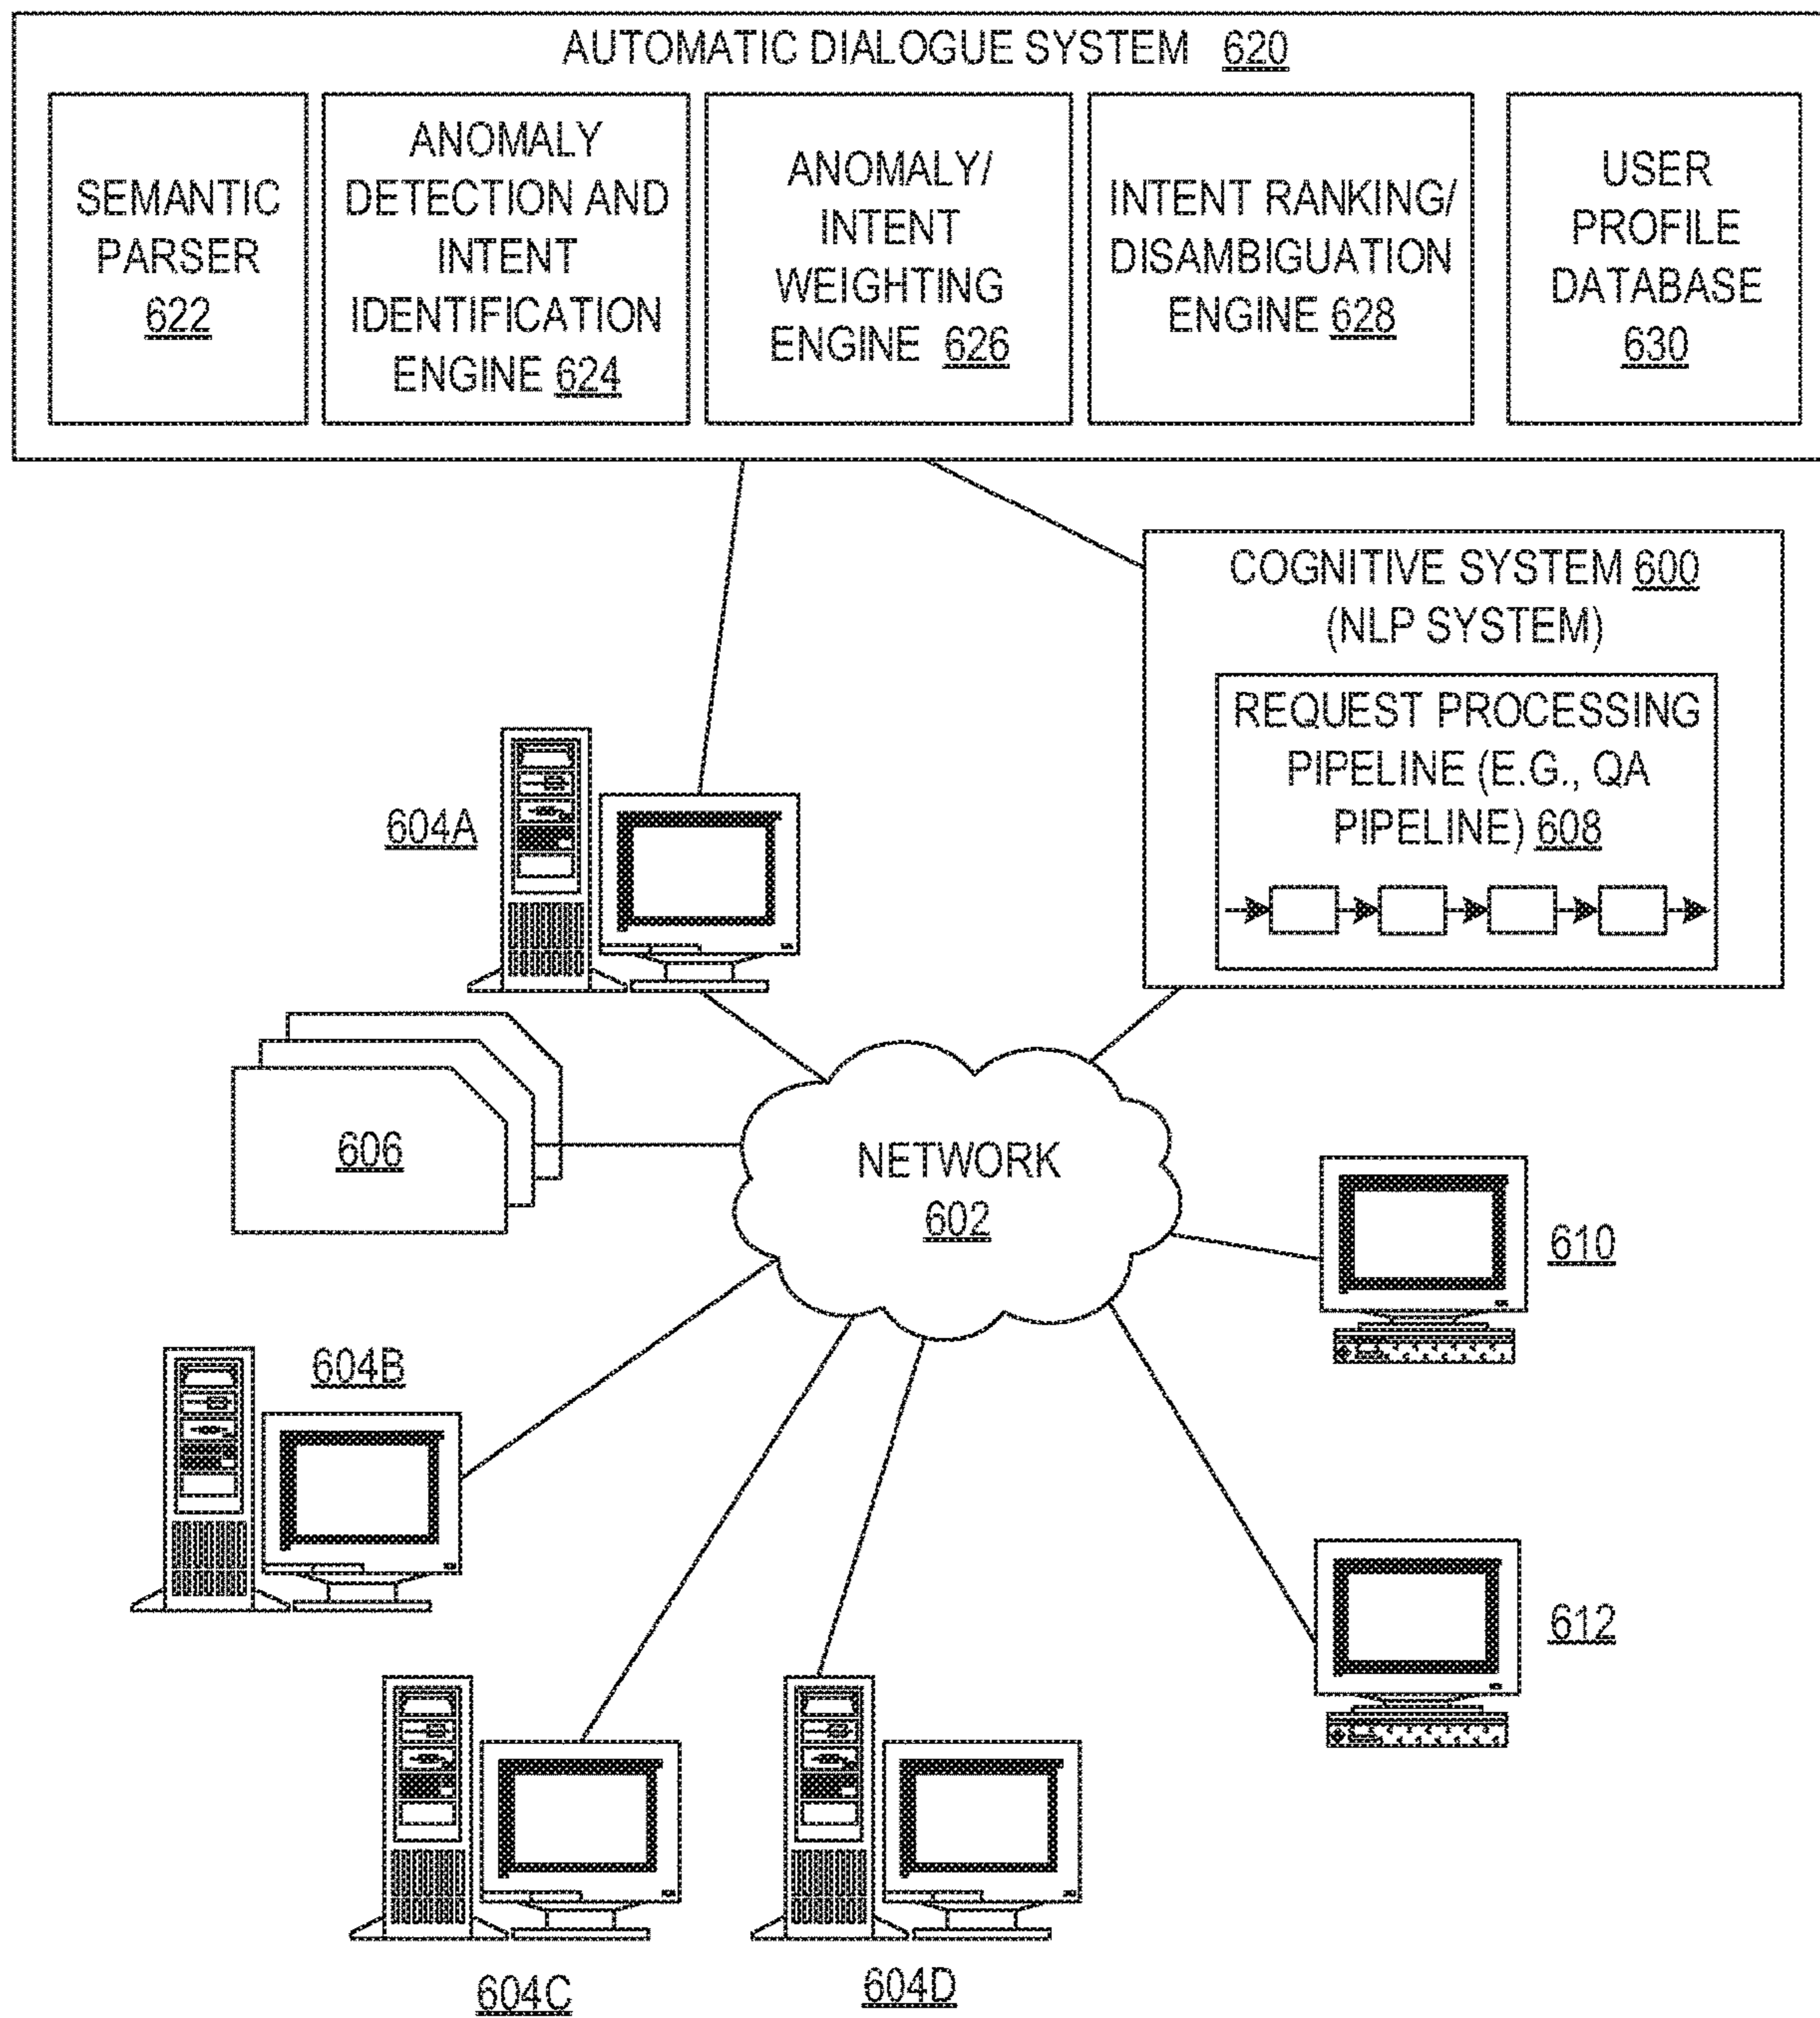 AUTOMATIC DIALOGUE SYSTEM 620
SEMANTIC
PARSER
622
ANOMALY
DETECTION AND
INTENT
IDENTIFICATION
ENGINE 624
ANOMALY/
INTENT
WEIGHTING
ENGINE 626
INTENT RANKING/
DISAMBIGUATION
ENGINE 628
USER
PROFILE
DATABASE
630
COGNITIVE SYSTEM 600
(NLP SYSTEM)
REQUEST PROCESSING
PIPELINE (E.G., QA
PIPELINE) 608
604A
606
NETWORK
602
610
604B
612
604C
604D